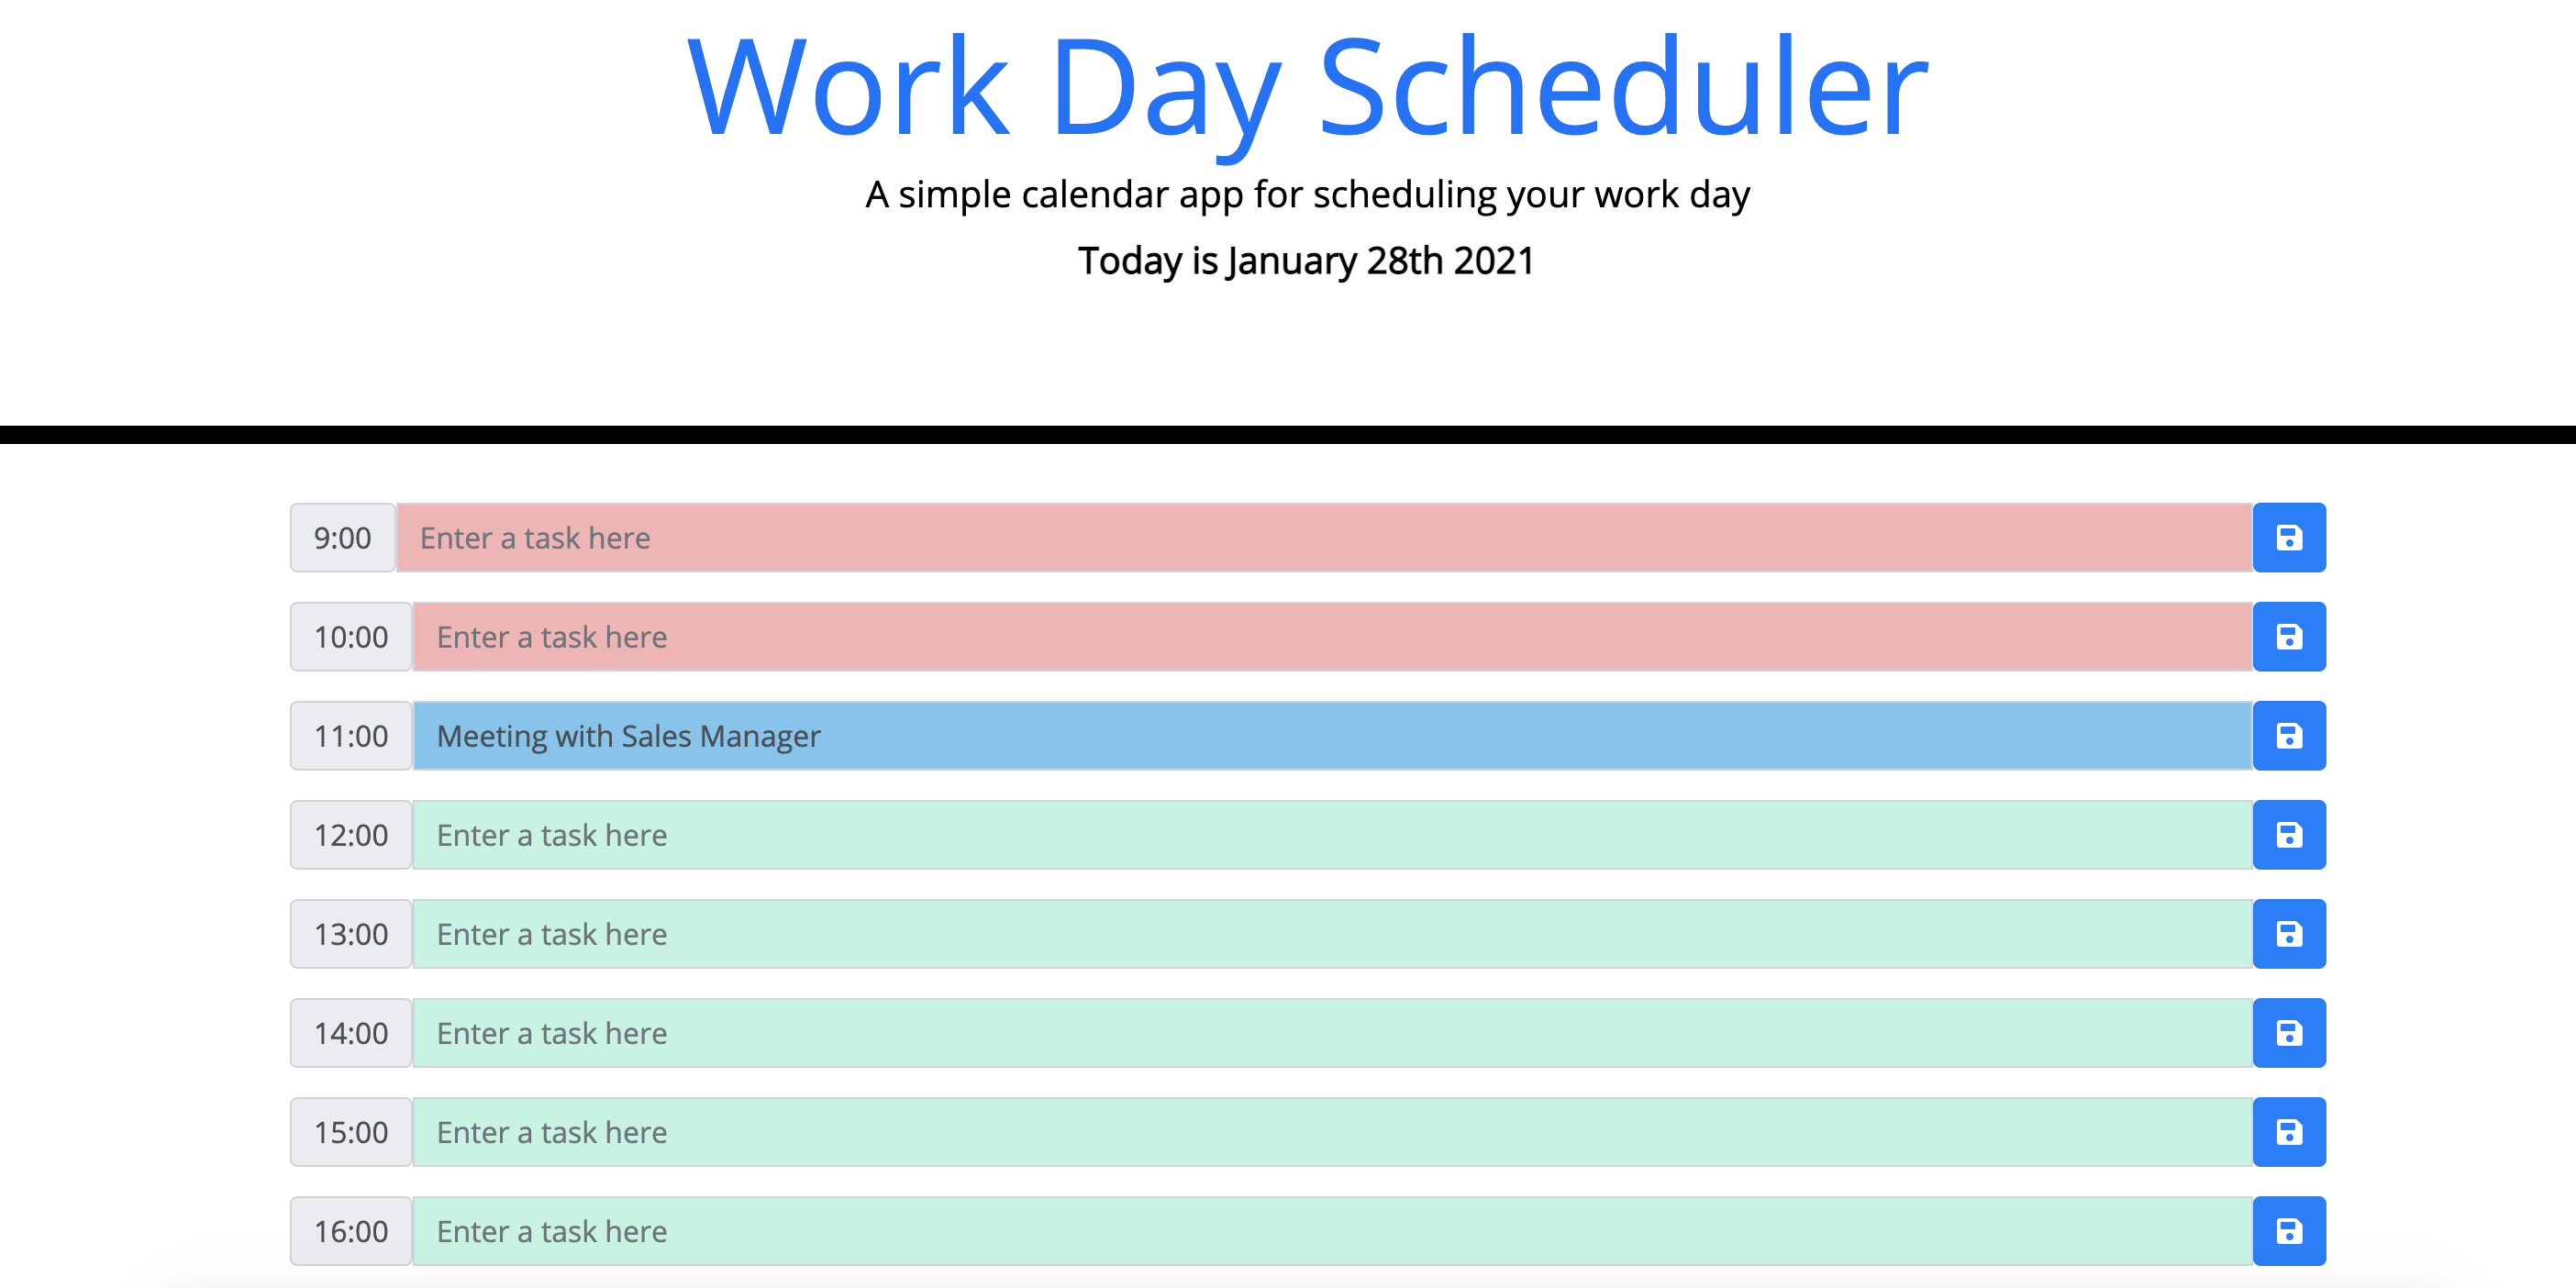 Work Day Scheduler
A simple calendar app for scheduling your work day
Today is January 28th 2021
9:00 Enter a task here
10:00 Enter a task here
11:00 Meeting with Sales Manager
12:00 Enter a task here
13:00 Enter a task here
14:00 Enter a task here
15:00 Enter a task here
16:00 Enter a task here